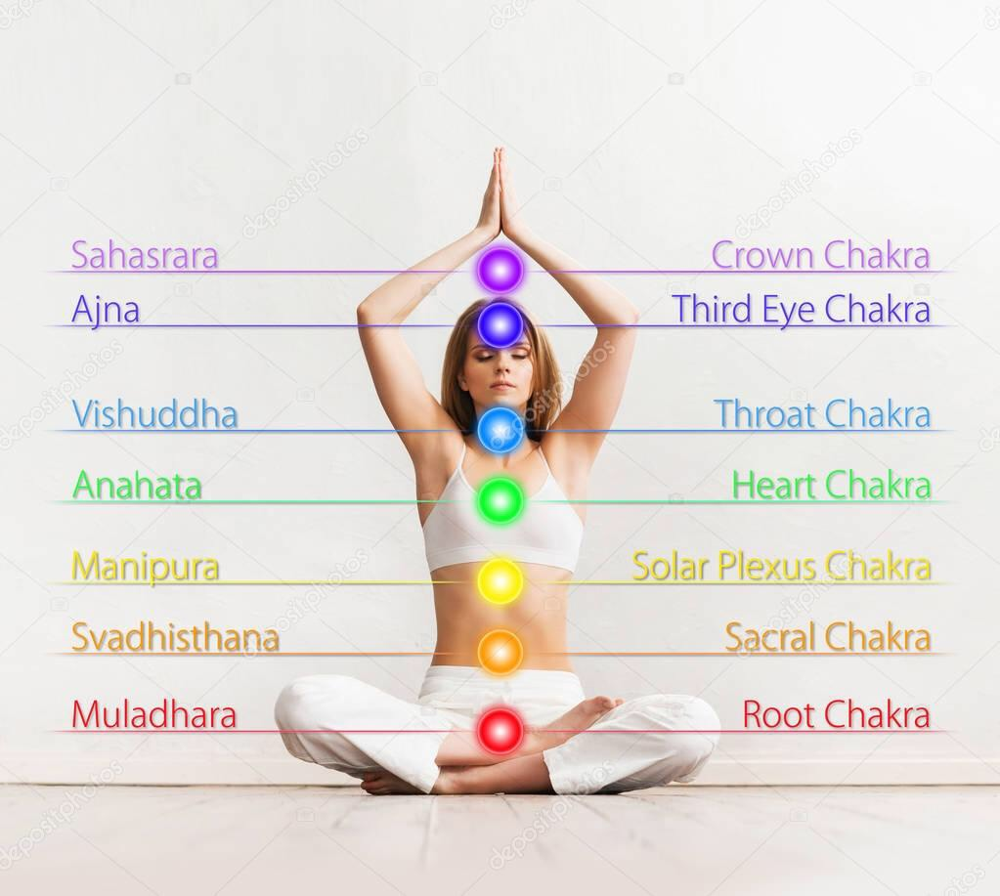 Sahasrara Crown Chakra
Ajna Third Eye Chakra
Vishuddha Throat Chakra
Anahata Heart Chakra
Manipura Solar Plexus Chakra
Svadhisthana Sacral Chakra
Muladhara Root Chakra
depositphotos